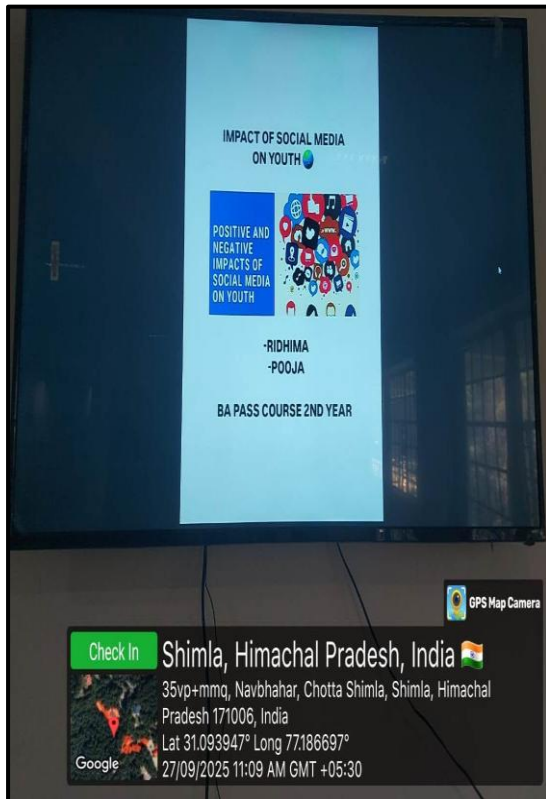 IMPACT OF SOCIAL MEDIA
ON YOUTH
POSITIVE AND
NEGATIVE
IMPACTS OF
SOCIAL MEDIA
ON YOUTH
-RIDHIMA
-POOJA
BA PASS COURSE 2ND YEAR
GPS Map Camera
Check In
Shimla, Himachal Pradesh, India
35vp+mmq, Navbhahar, Chotta Shimla, Shimla, Himachal
Pradesh 171006, India
Lat 31.093947° Long 77.186697°
27/09/2025 11:09 AM GMT +05:30
Google